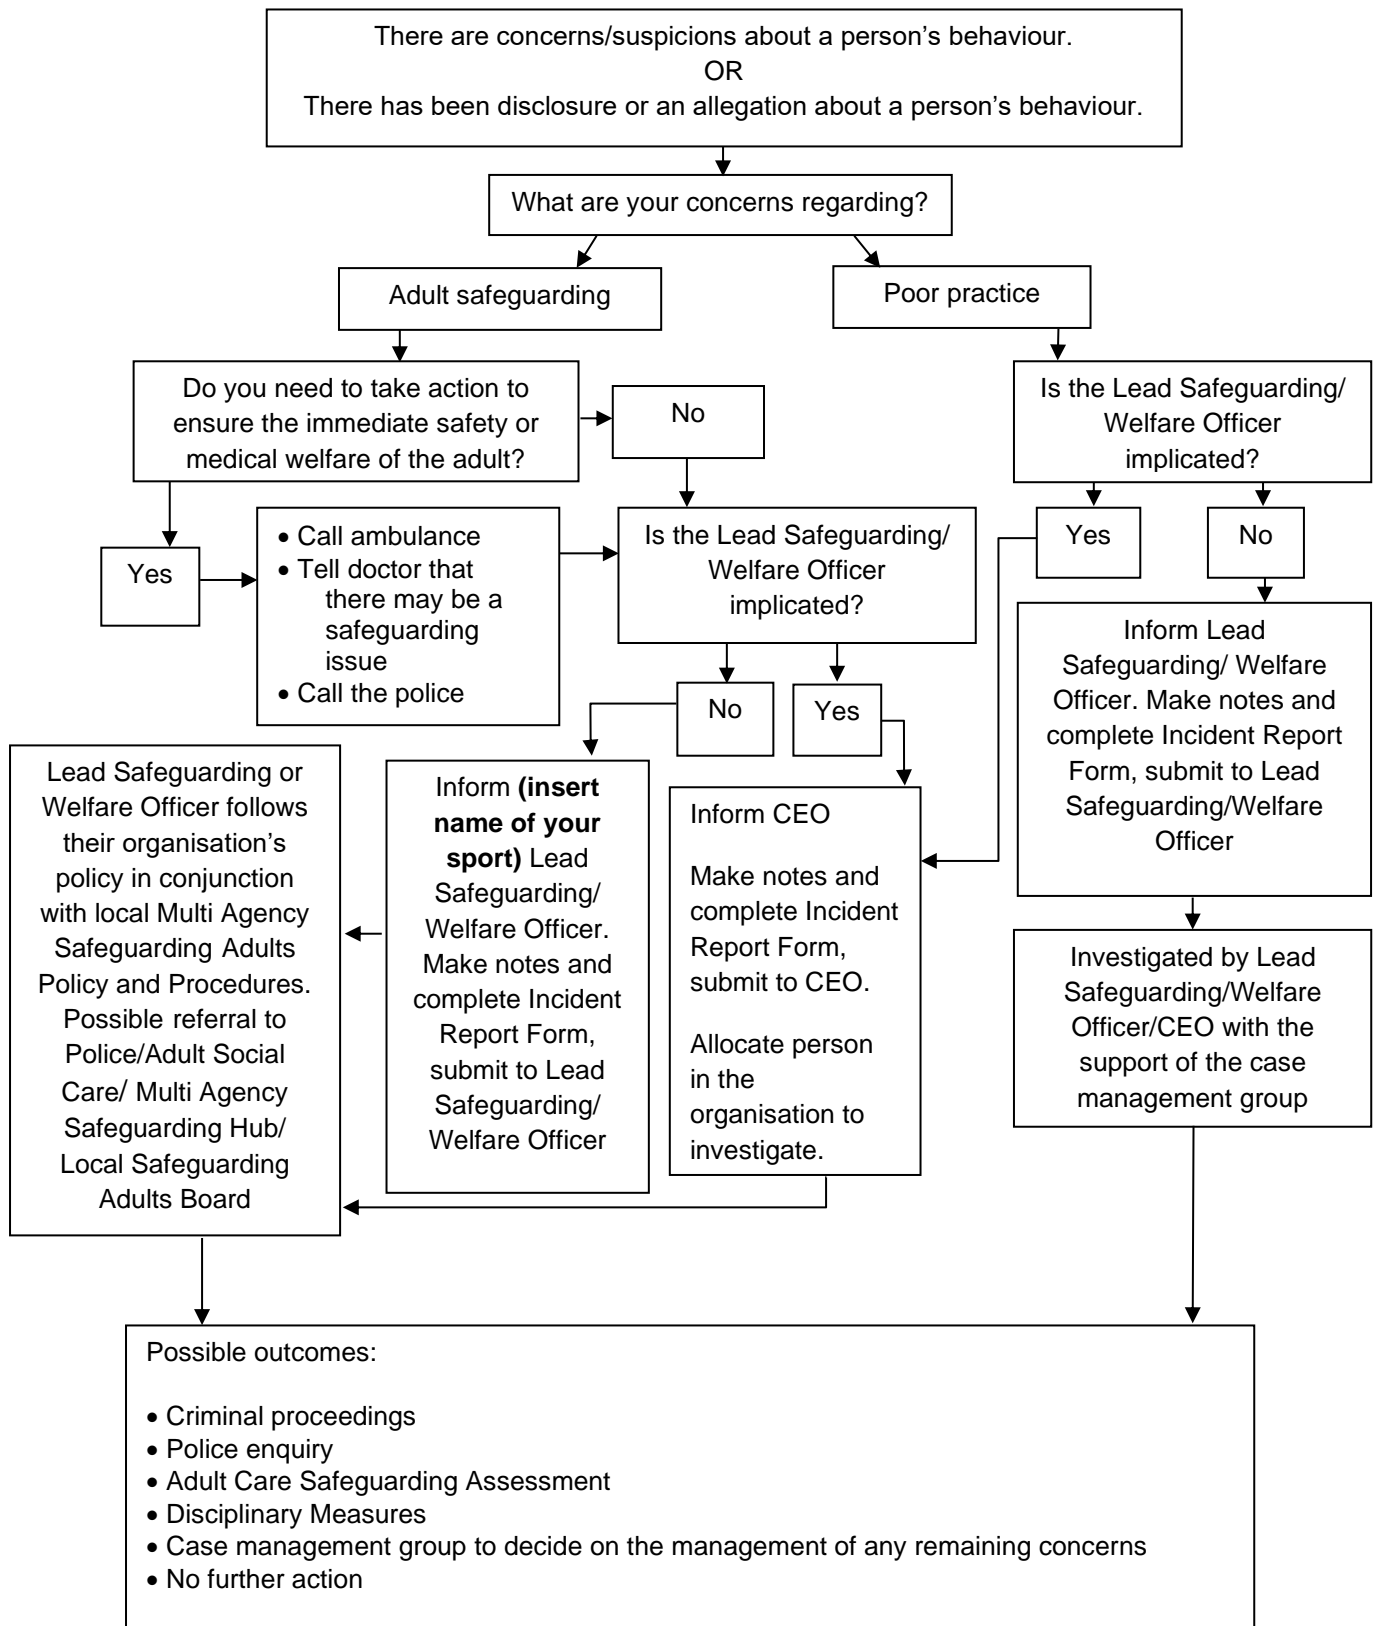 There are concerns/suspicions about a person’s behaviour.
OR
There has been disclosure or an allegation about a person’s behaviour.
What are your concerns regarding?
Adult safeguarding
Poor practice
Do you need to take action to
ensure the immediate safety or
medical welfare of the adult?
No
Is the Lead Safeguarding/
Welfare Officer
implicated?
Yes
• Call ambulance
• Tell doctor that
there may be a
safeguarding
issue
• Call the police
Is the Lead Safeguarding/
Welfare Officer
implicated?
Yes
No
No
Yes
Inform Lead
Safeguarding/ Welfare
Officer. Make notes and
complete Incident Report
Form, submit to Lead
Safeguarding/Welfare
Officer
Lead Safeguarding or
Welfare Officer follows
their organisation’s
policy in conjunction
with local Multi Agency
Safeguarding Adults
Policy and Procedures.
Possible referral to
Police/Adult Social
Care/ Multi Agency
Safeguarding Hub/
Local Safeguarding
Adults Board
Inform (insert
name of your
sport) Lead
Safeguarding/
Welfare Officer.
Make notes and
complete Incident
Report Form,
submit to Lead
Safeguarding/
Welfare Officer
Inform CEO
Make notes and
complete Incident
Report Form,
submit to CEO.
Allocate person
in the
organisation to
investigate.
Investigated by Lead
Safeguarding/Welfare
Officer/CEO with the
support of the case
management group
Possible outcomes:
• Criminal proceedings
• Police enquiry
• Adult Care Safeguarding Assessment
• Disciplinary Measures
• Case management group to decide on the management of any remaining concerns
• No further action